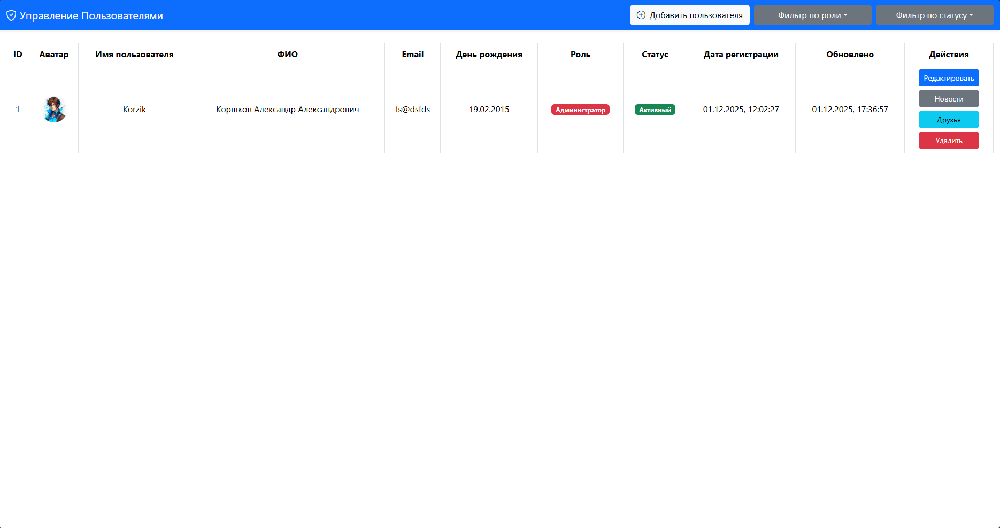 Управление Пользователями
Добавить пользователя
Фильтр по роли
Фильтр по статусу
ID Аватар Имя пользователя ФИО Email День рождения Роль Статус Дата регистрации Обновлено Действия
1 Korzik Коршков Александр Александрович fs@dsfds 19.02.2015 Администратор Активный 01.12.2025, 12:02:27 01.12.2025, 17:36:57
Редактировать
Новости
Друзья
Удалить